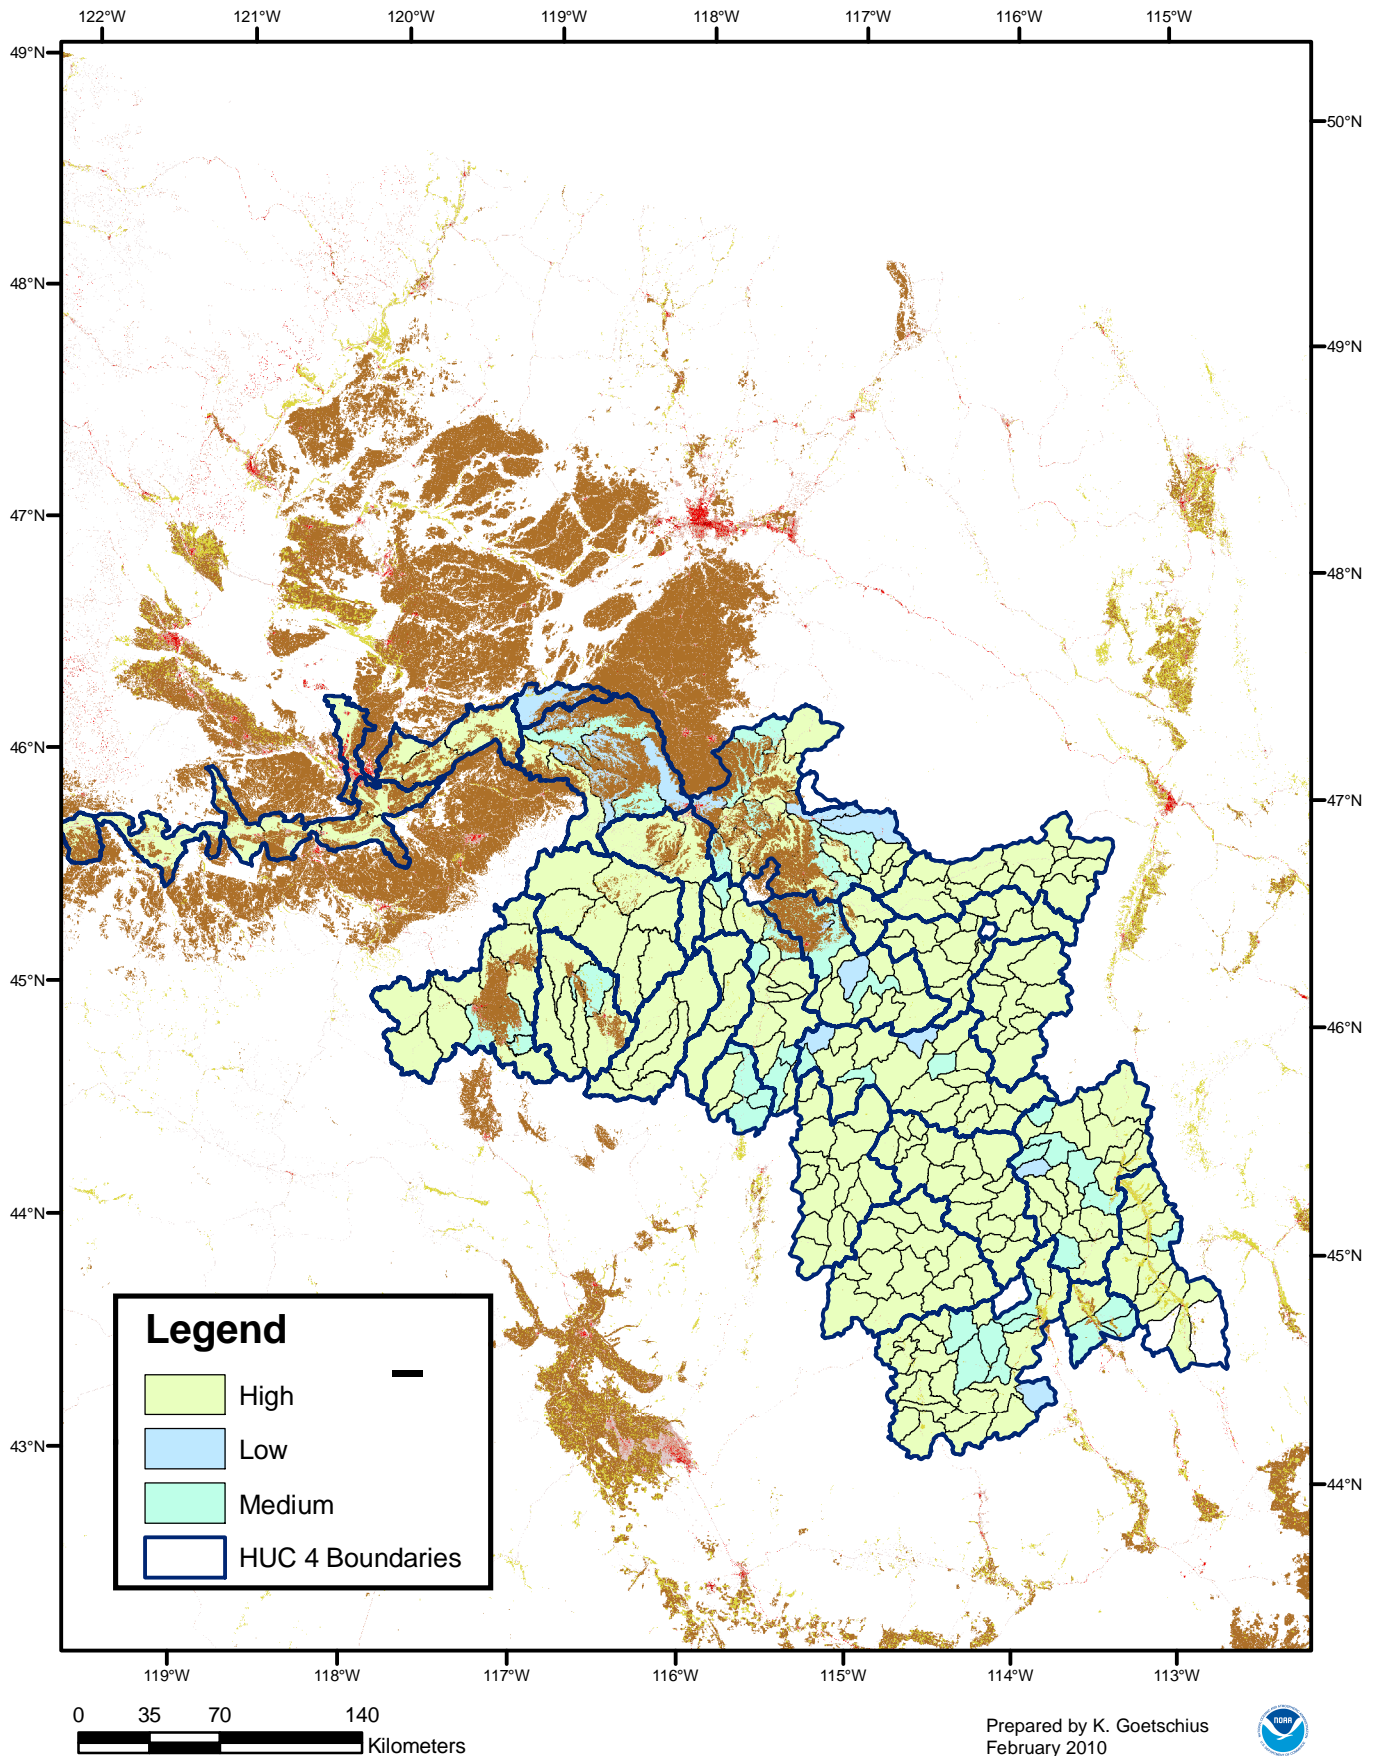 122°W 121°W 120°W 119°W 118°W 117°W 116°W 115°W
49°N
50°N
48°N
49°N
47°N
48°N
46°N
47°N
45°N
46°N
44°N
45°N
43°N
44°N
Legend
High
Low
Medium
HUC 4 Boundaries
119°W 118°W 117°W 116°W 115°W 114°W 113°W
0 35 70 140
Kilometers
Prepared by K. Goetschius
February 2010
NOAA